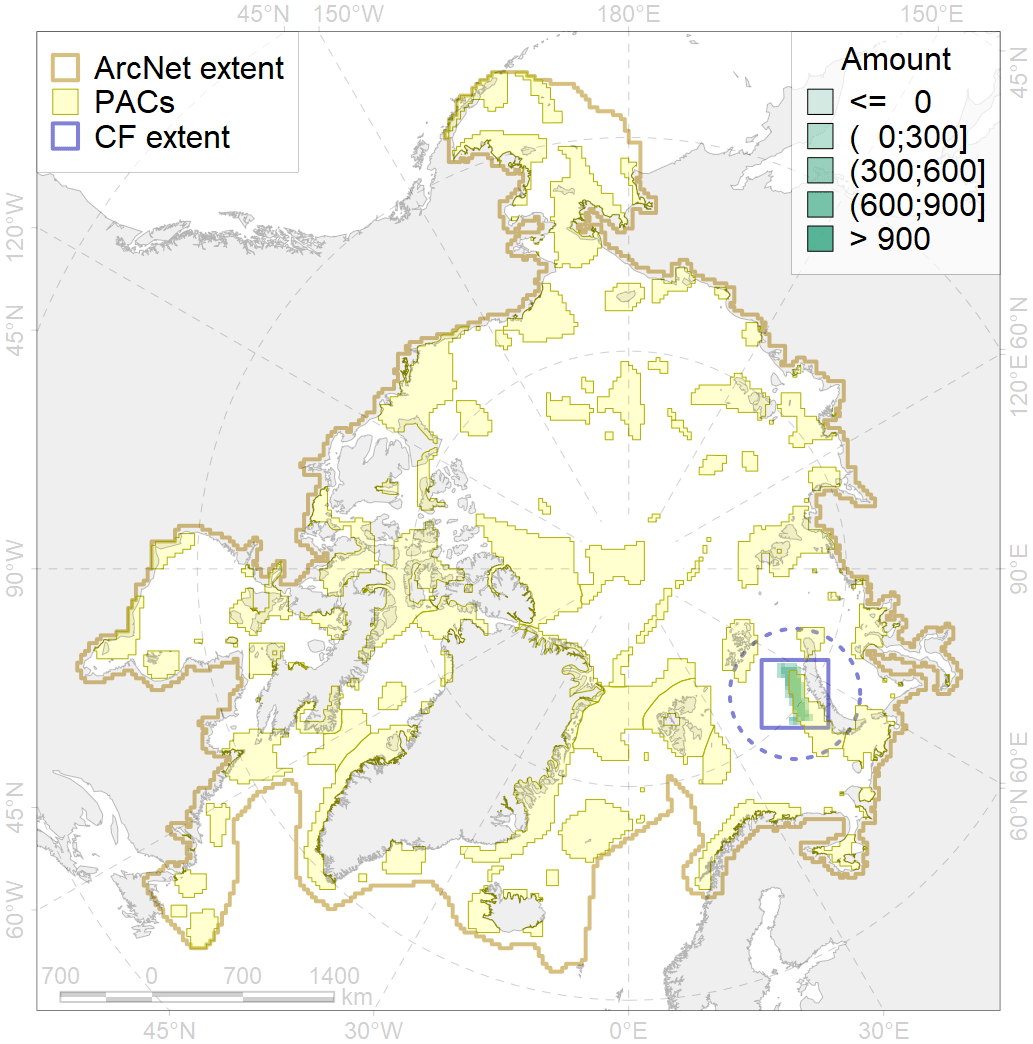 45°N 150°W 180°E 150°E
ArcNet extent
PACs
CF extent
Amount
<= 0
( 0;300]
(300;600]
(600;900]
> 900
45°N
120°W
45°N
90°W
45°N
60°W
60°N
120°E
90°E
60°N
60°E
700 0 700 1400
km
45°N 30°W 0°E 30°E